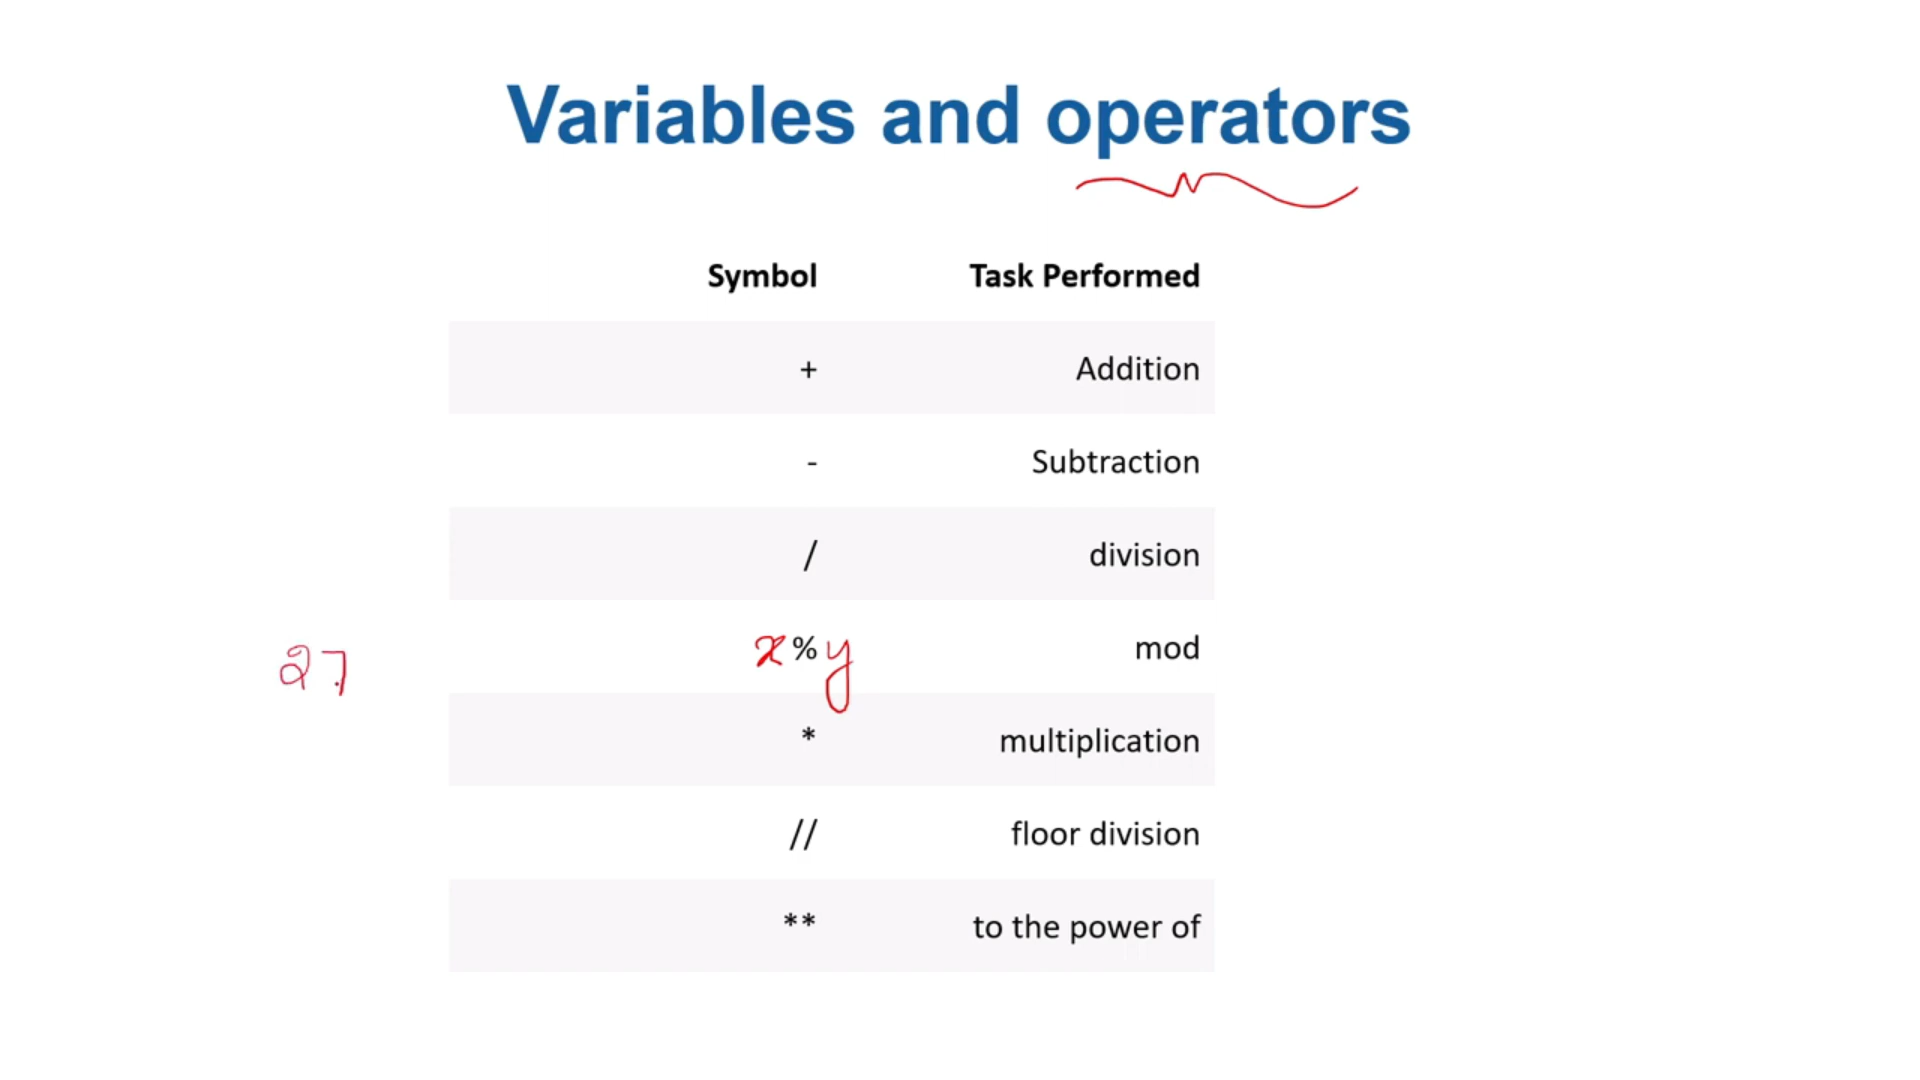 Variables and operators
Symbol Task Performed
+ Addition
- Subtraction
/ division
27 x % y mod
* multiplication
// floor division
** to the power of